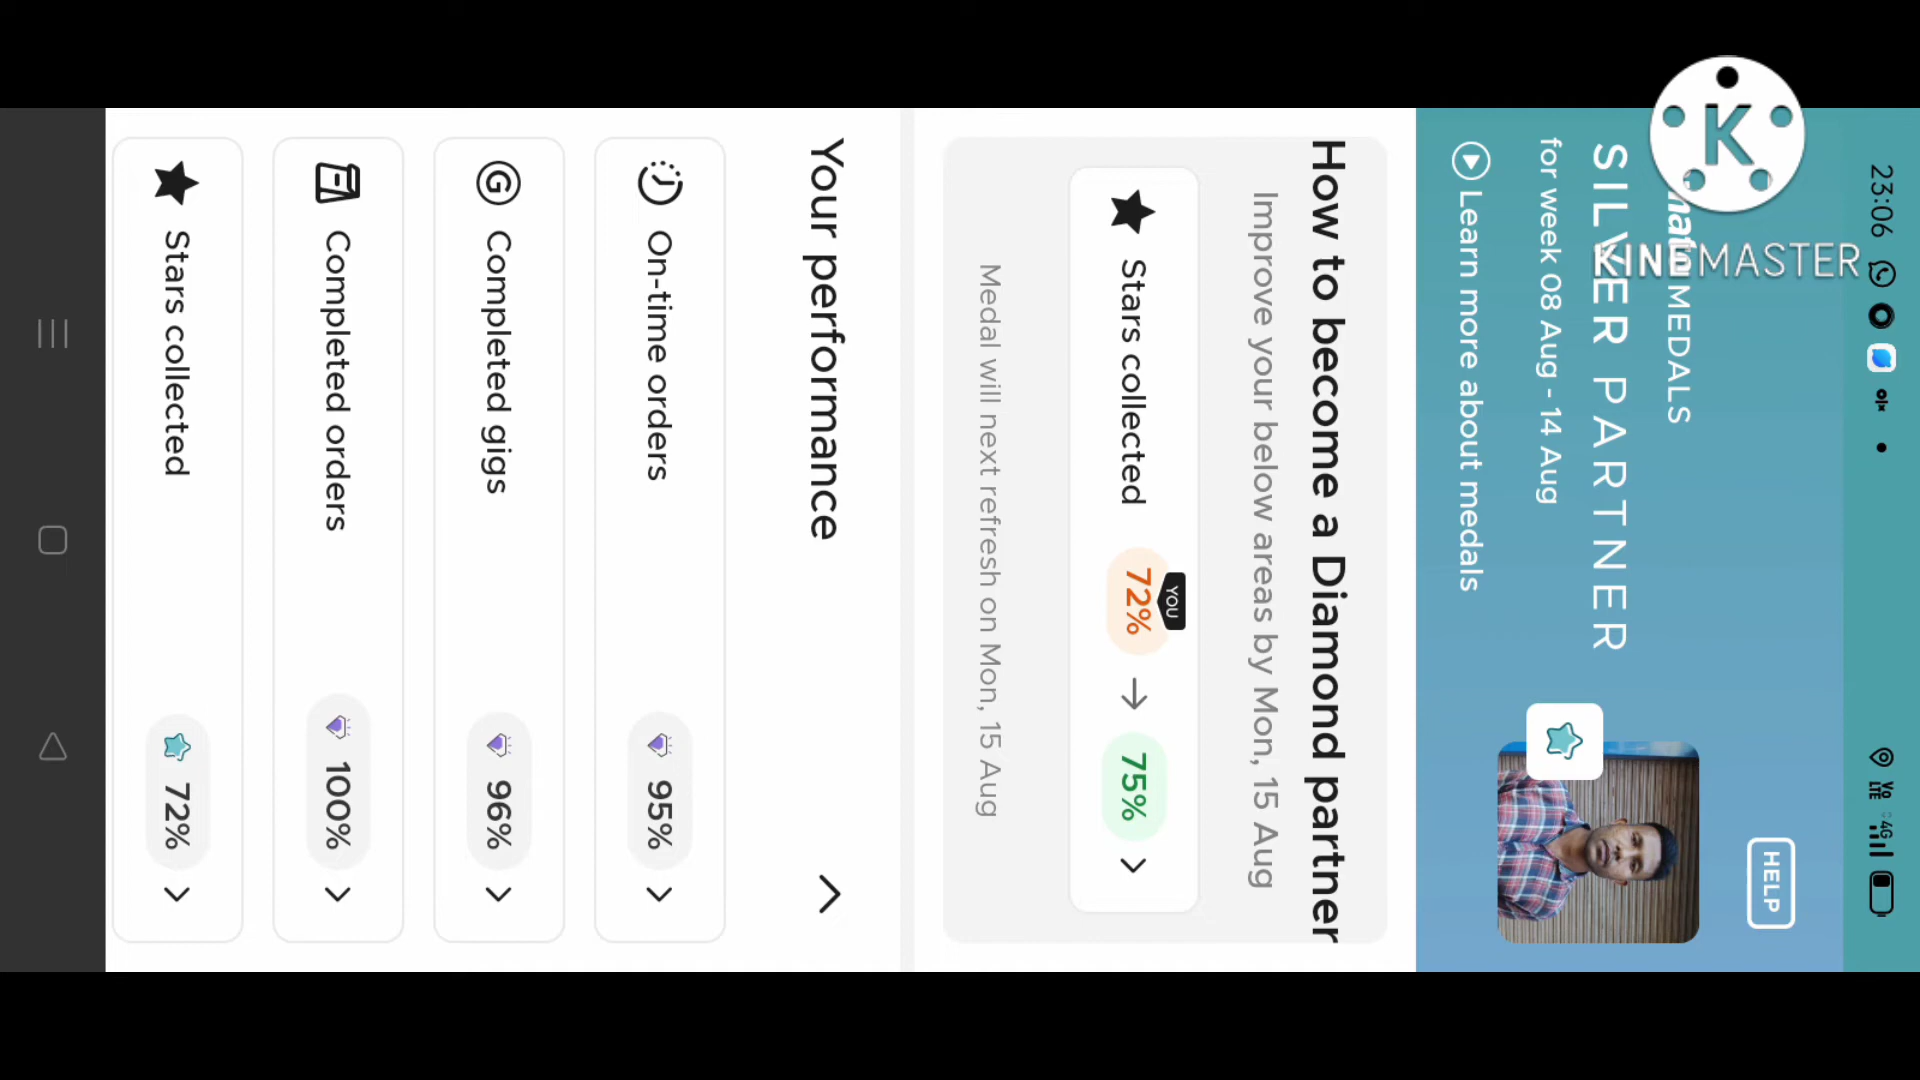 23:06
Vo LTE 4G
KINEMASTER
HELP
MEDALS
SILVER PARTNER
for week 08 Aug - 14 Aug
Learn more about medals
How to become a Diamond partner
Improve your below areas by Mon, 15 Aug
YOU
Stars collected 72% → 75%
Medal will next refresh on Mon, 15 Aug
Your performance
On-time orders 95%
Completed gigs 96%
Completed orders 100%
Stars collected 72%